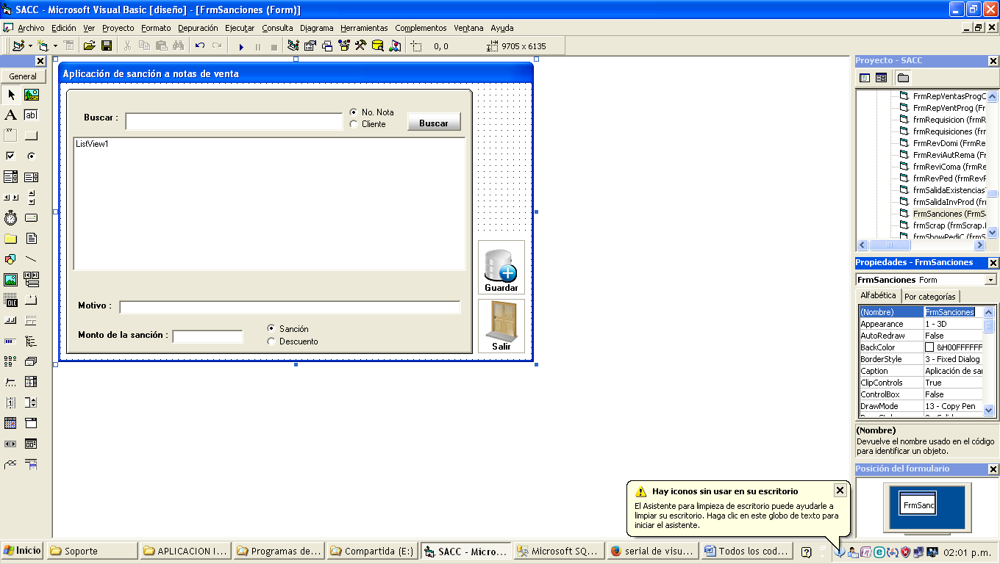 SACC - Microsoft Visual Basic [diseño] - [FrmSanciones (Form)]
Archivo Edición Ver Proyecto Formato Depuración Ejecutar Consulta Diagrama Herramientas Complementos Ventana Ayuda
0, 0 9705 x 6135
General
Aplicación de sanción a notas de venta
Buscar :
No. Nota
Cliente
Buscar
ListView1
Guardar
Salir
Motivo :
Monto de la sanción :
Sanción
Descuento
Proyecto - SACC
FrmRepVentasProgC
FrmRepVentProg (Fr
frmRequisicion (frmR
frmRequisiciones (frm
FrmRevDomi (FrmRe
FrmReviAutRema (Fr
frmReviComa (frmRe
frmRevPed (frmRevP
frmSalidaExistencias
frmSalidaInvProd (fr
FrmSanciones (FrmSa
frmScrap (frmScrap.
frmShowPediC (frmS
Propiedades - FrmSanciones
FrmSanciones Form
Alfabética Por categorías
(Nombre) FrmSanciones
Appearance 1 - 3D
AutoRedraw False
BackColor &H00FFFFFF
BorderStyle 3 - Fixed Dialog
Caption Aplicación de sar
ClipControls True
ControlBox False
DrawMode 13 - Copy Pen
(Nombre)
Devuelve el nombre usado en el código
para identificar un objeto.
Posición del formulario
FrmSanc
Hay iconos sin usar en su escritorio
El Asistente para limpieza de escritorio puede ayudarle a
limpiar su escritorio. Haga clic en este globo de texto para
iniciar el asistente.
Inicio Soporte APLICACION I... Programas de... Compartida (E:) SACC - Micro... Microsoft SQ... serial de visu... Todos los cod... 02:01 p.m.